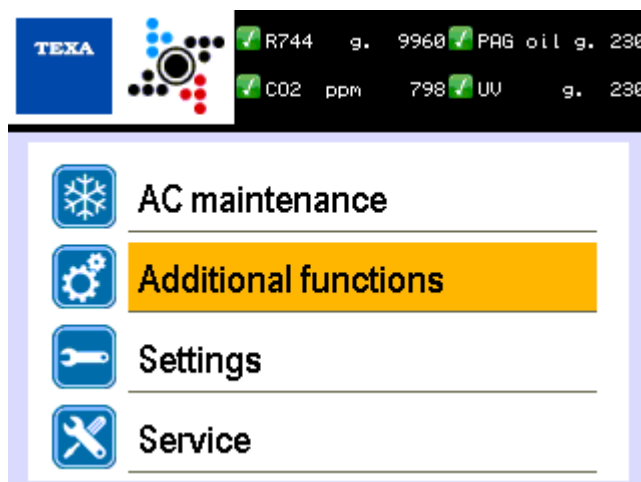 TEXA
R744 g. 9960 PAG oil g. 230
CO2 ppm 798 UV g. 230
AC maintenance
Additional functions
Settings
Service